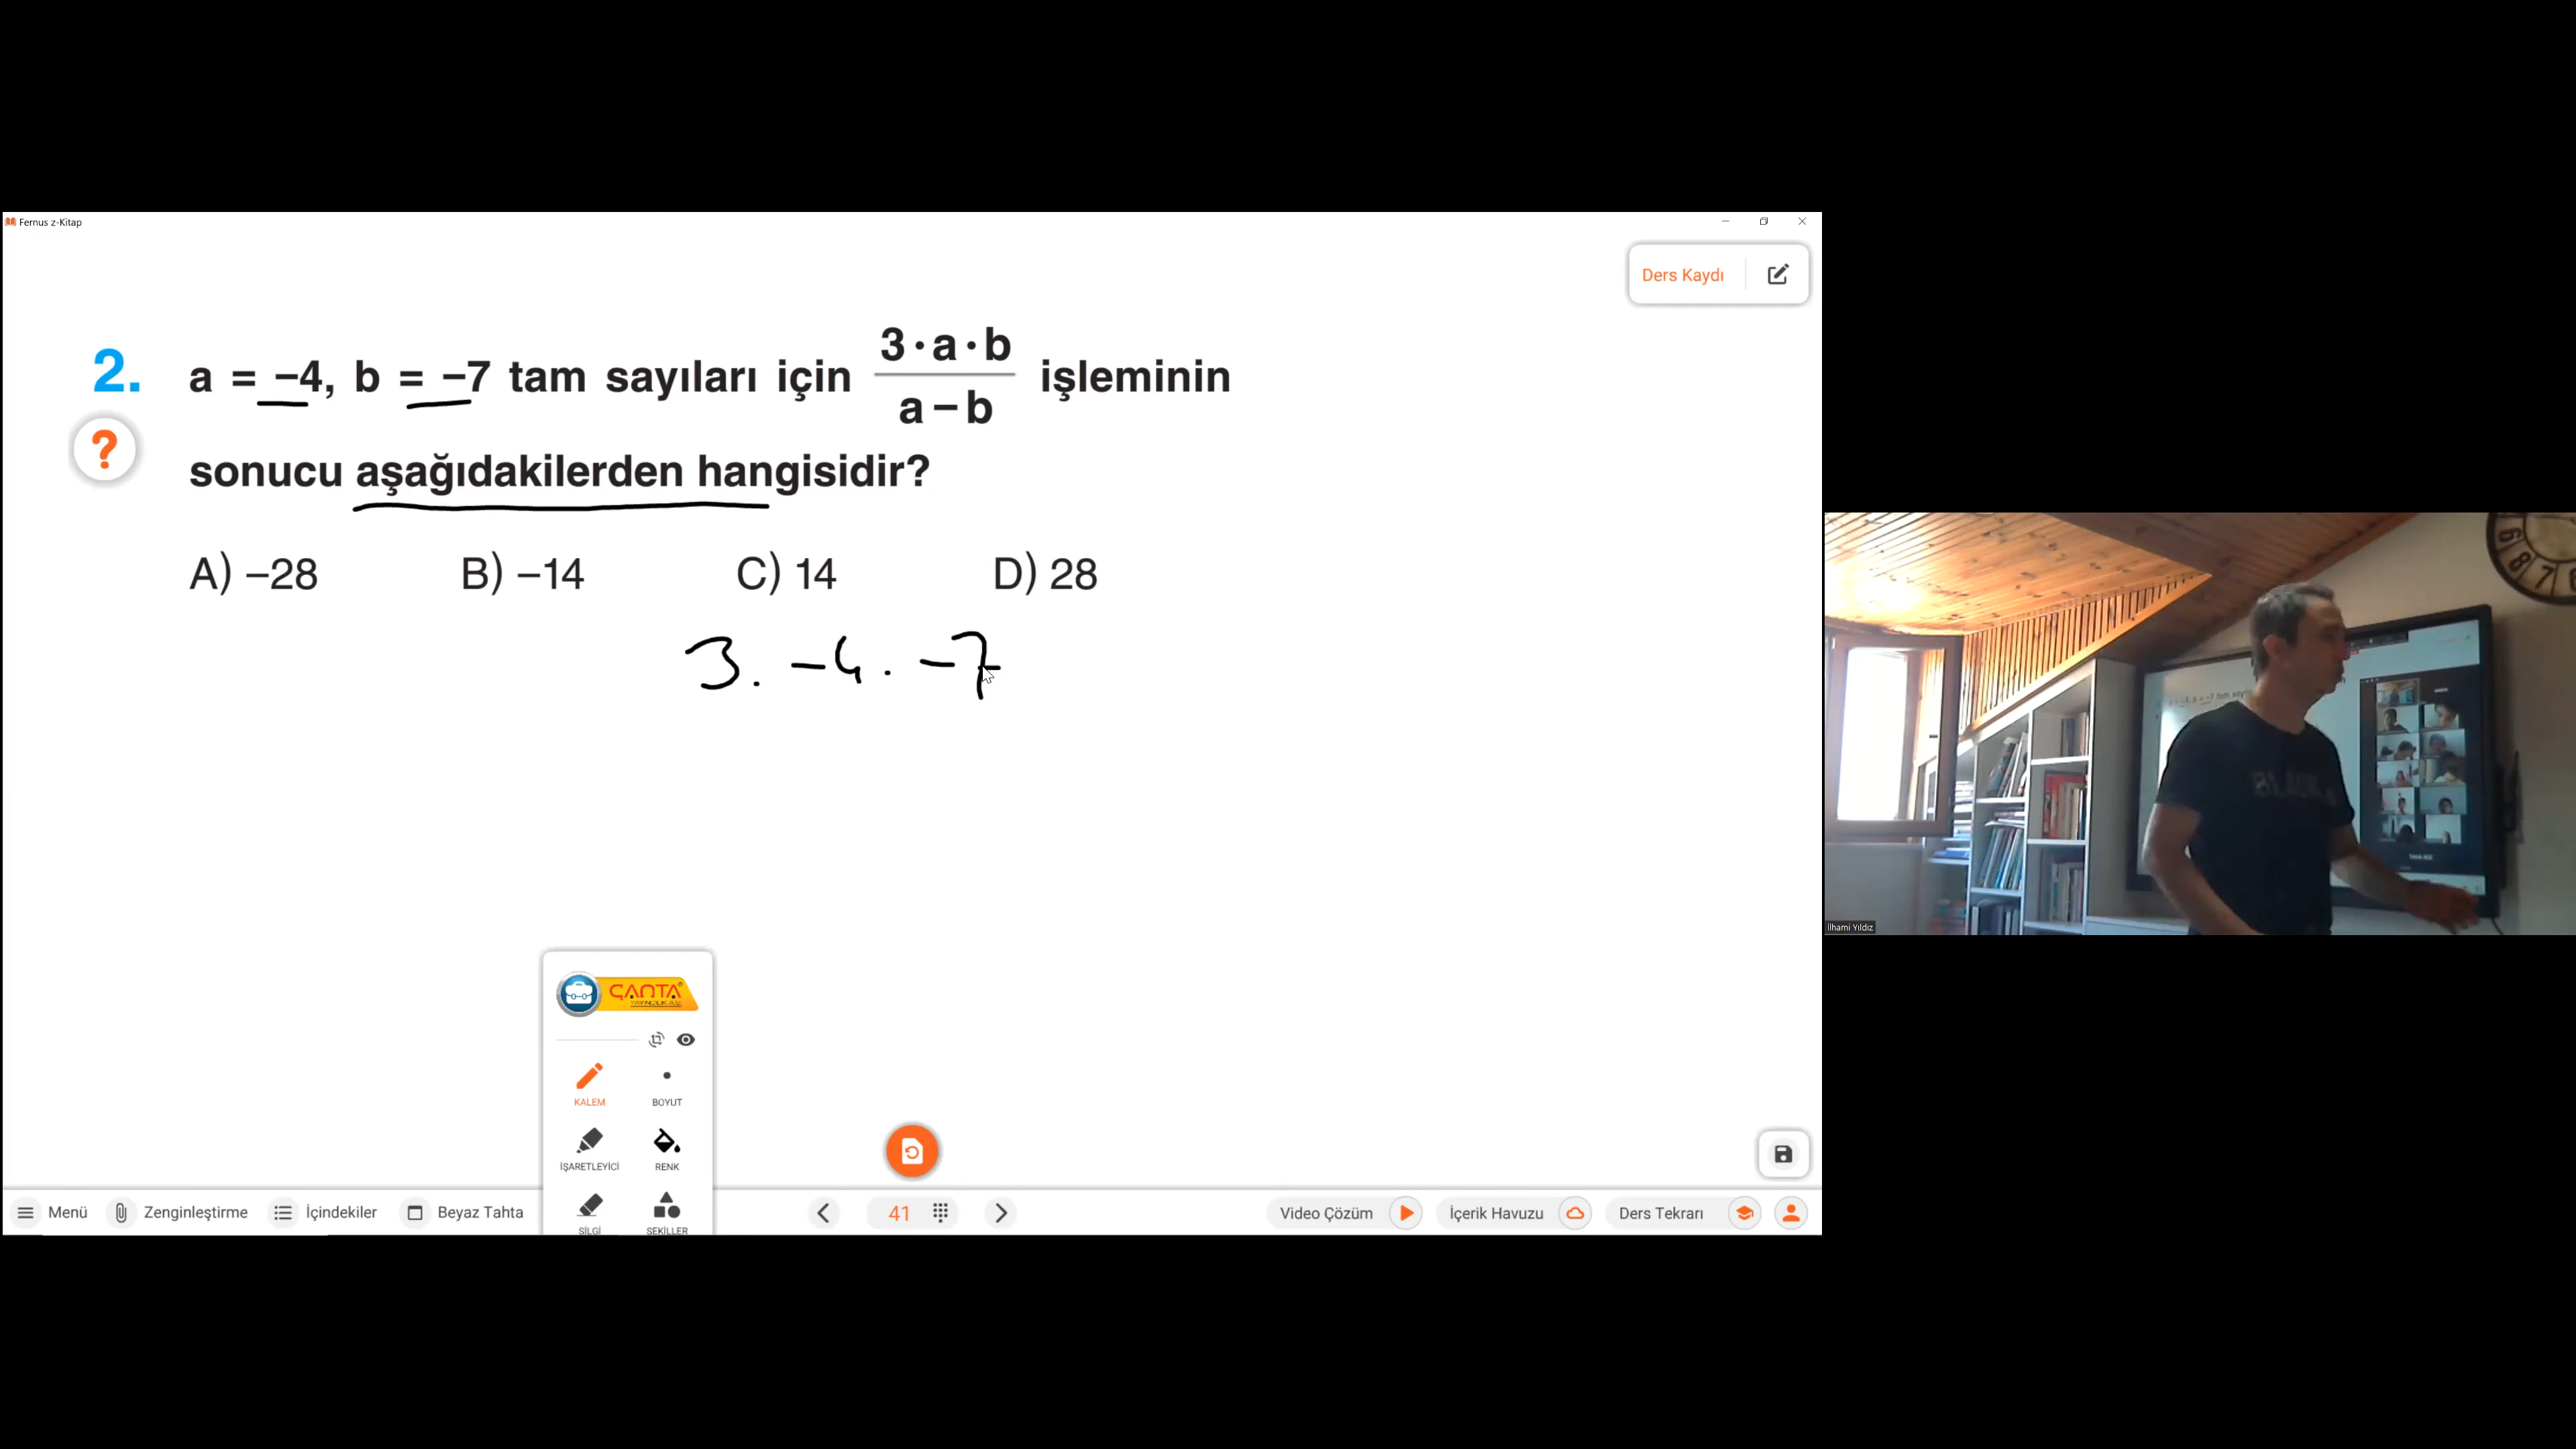 Fernus z-Kitap
Ders Kaydı
2. a = −4, b = −7 tam sayıları için 3·a·b / a−b işleminin
?
sonucu aşağıdakilerden hangisidir?
A) −28 B) −14 C) 14 D) 28
3. −4. −7
İlhami Yıldız
ÇANTA
YAYINCILIK A.Ş.
KALEM BOYUT
İŞARETLEYİCİ RENK
SİLGİ ŞEKİLLER
Menü Zenginleştirme İçindekiler Beyaz Tahta 41 Video Çözüm İçerik Havuzu Ders Tekrarı